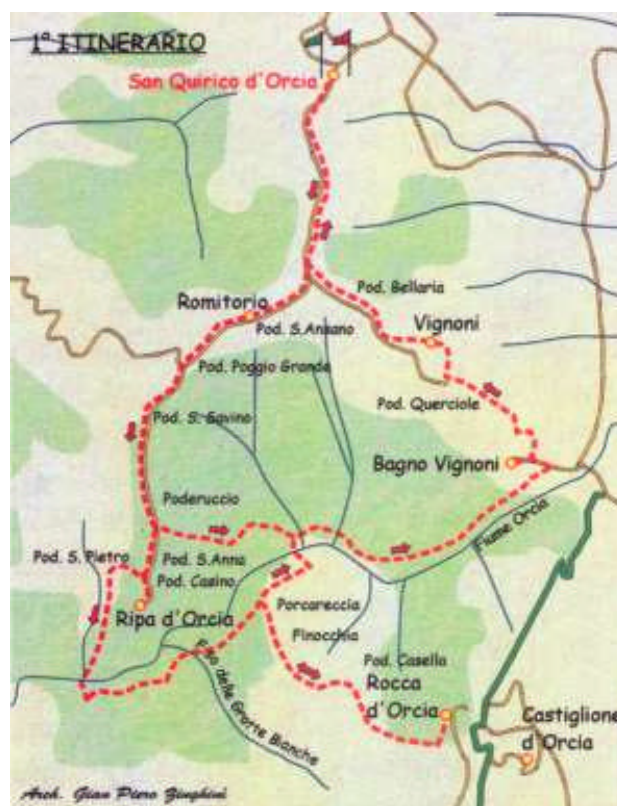 1° ITINERARIO
San Quirico d'Orcia
Pod. Bellaria
Romitorio
Pod. S.Ansano
Vignoni
Pod. Poggio Grande
Pod. Querciole
Pod. S. Savino
Bagno Vignoni
Poderuccio
Fiume Orcia
Pod. S. Pietro
Pod. S.Anna
Pod. Casino
Ripa d'Orcia
Porcareccia
Finocchia
Pod. Casella
Rocca
d'Orcia
Fosso delle Grotte Bianche
Castiglione
d'Orcia
Arch. Gian Piero Zinghini